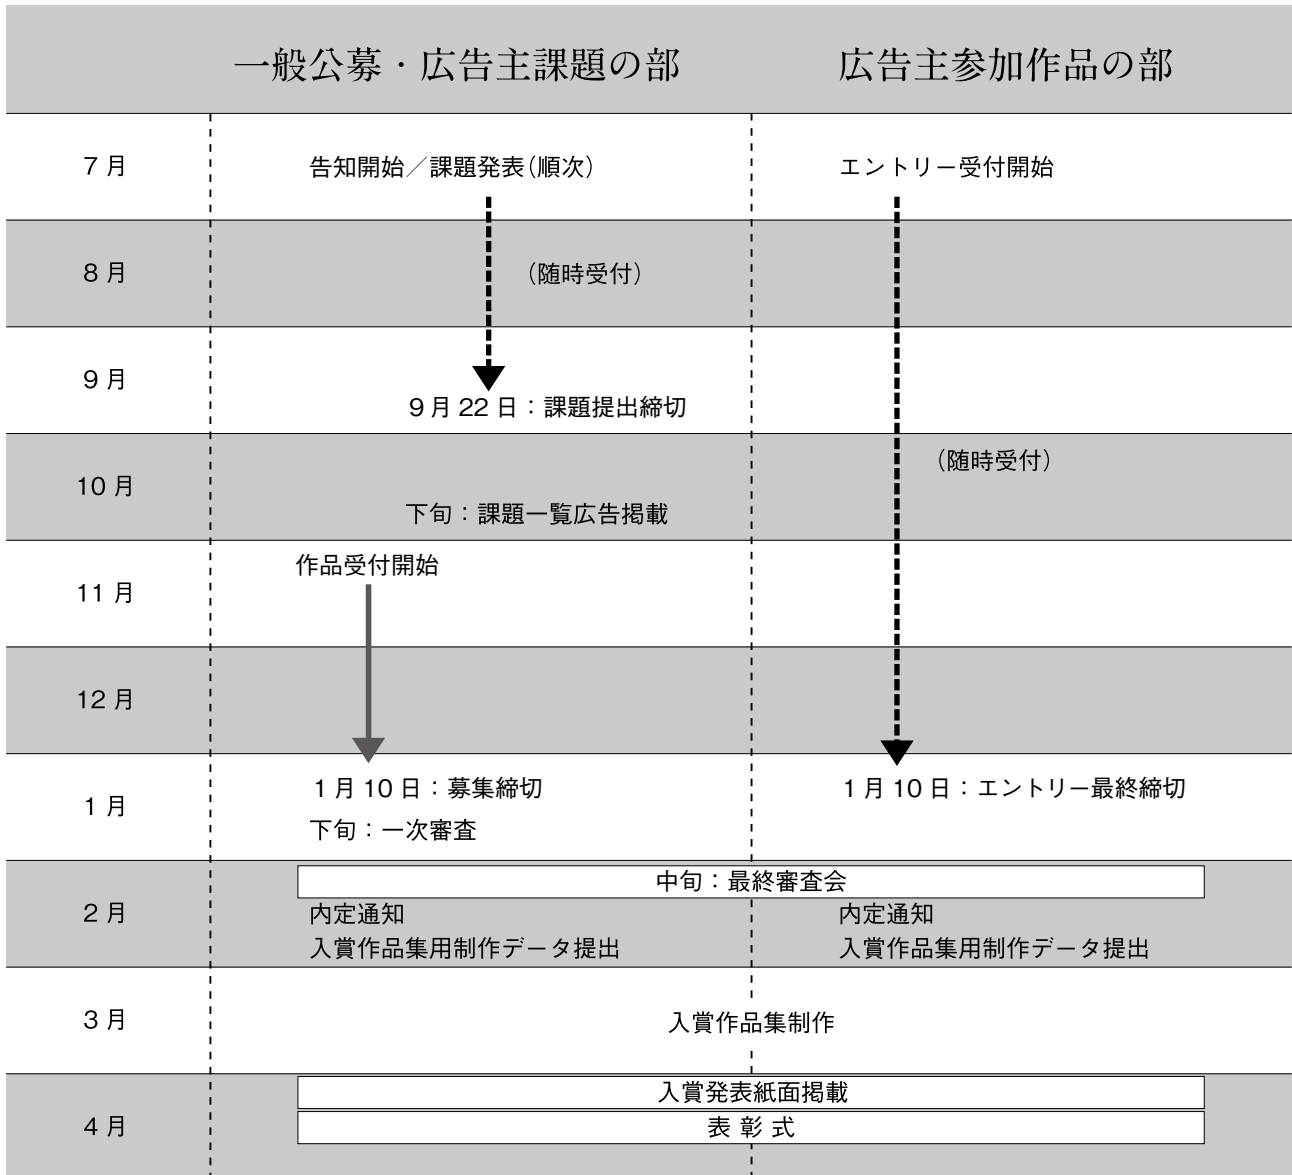 一般公募・広告主課題の部
広告主参加作品の部
7月
告知開始／課題発表（順次）
エントリー受付開始
8月
（随時受付）
9月
9月22日：課題提出締切
10月
（随時受付）
下旬：課題一覧広告掲載
11月
作品受付開始
12月
1月
1月10日：募集締切
下旬：一次審査
1月10日：エントリー最終締切
2月
中旬：最終審査会
内定通知
入賞作品集用制作データ提出
内定通知
入賞作品集用制作データ提出
3月
入賞作品集制作
4月
入賞発表紙面掲載
表彰式